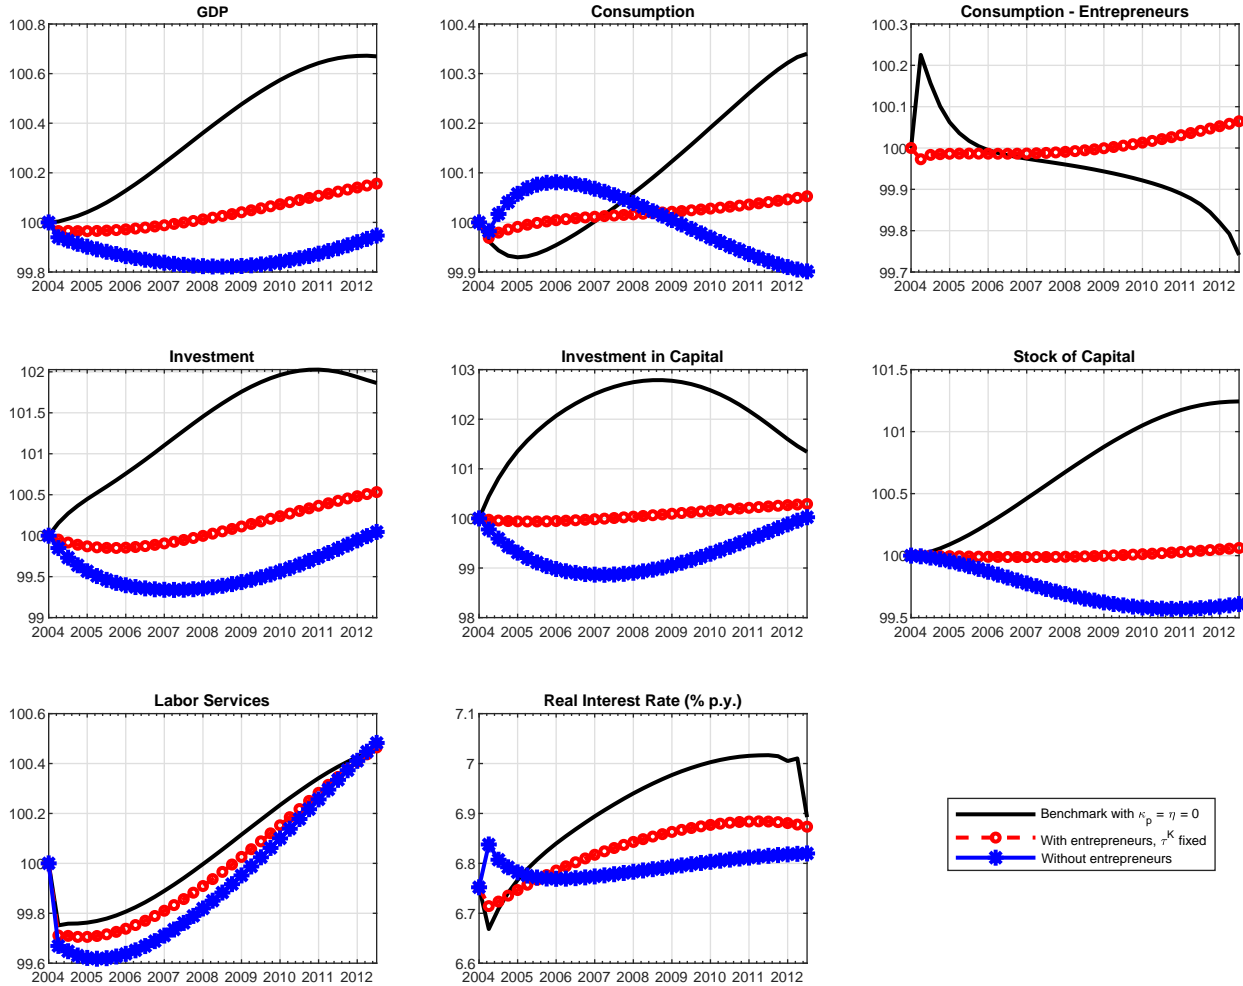 GDP
100.8
100.6
100.4
100.2
100
99.8
2004 2005 2006 2007 2008 2009 2010 2011 2012
Consumption
100.4
100.3
100.2
100.1
100
99.9
2004 2005 2006 2007 2008 2009 2010 2011 2012
Consumption - Entrepreneurs
100.3
100.2
100.1
100
99.9
99.8
99.7
2004 2005 2006 2007 2008 2009 2010 2011 2012
Investment
102
101.5
101
100.5
100
99.5
99
2004 2005 2006 2007 2008 2009 2010 2011 2012
Investment in Capital
103
102
101
100
99
98
2004 2005 2006 2007 2008 2009 2010 2011 2012
Stock of Capital
101.5
101
100.5
100
99.5
2004 2005 2006 2007 2008 2009 2010 2011 2012
Labor Services
100.6
100.4
100.2
100
99.8
99.6
2004 2005 2006 2007 2008 2009 2010 2011 2012
Real Interest Rate (% p.y.)
7.1
7
6.9
6.8
6.7
6.6
2004 2005 2006 2007 2008 2009 2010 2011 2012
Benchmark with κ_p = η = 0
With entrepreneurs, τ^K fixed
Without entrepreneurs